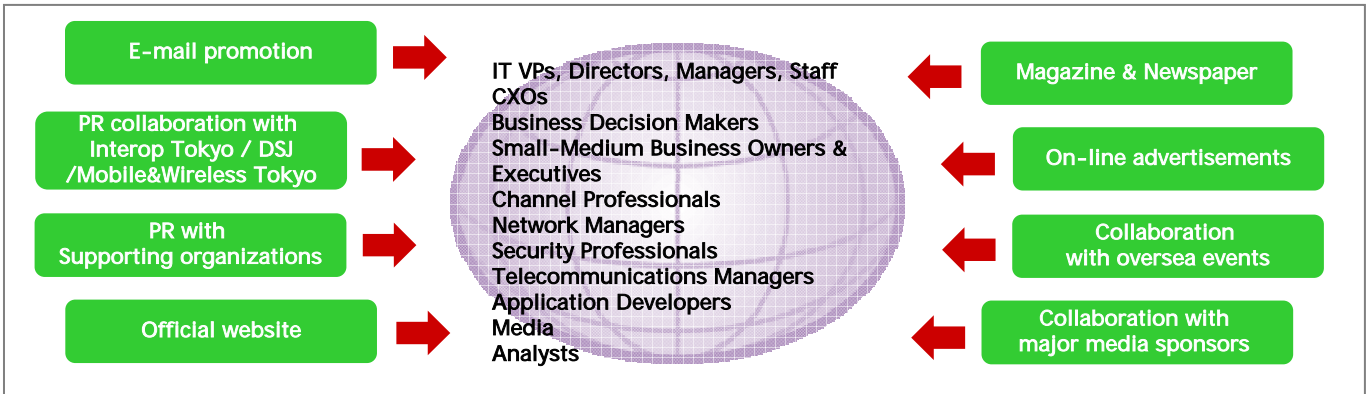 E-mail promotion
PR collaboration with
Interop Tokyo / DSJ
/Mobile&Wireless Tokyo
PR with
Supporting organizations
Official website
IT VPs, Directors, Managers, Staff
CXOs
Business Decision Makers
Small-Medium Business Owners &
Executives
Channel Professionals
Network Managers
Security Professionals
Telecommunications Managers
Application Developers
Media
Analysts
Magazine & Newspaper
On-line advertisements
Collaboration
with oversea events
Collaboration with
major media sponsors